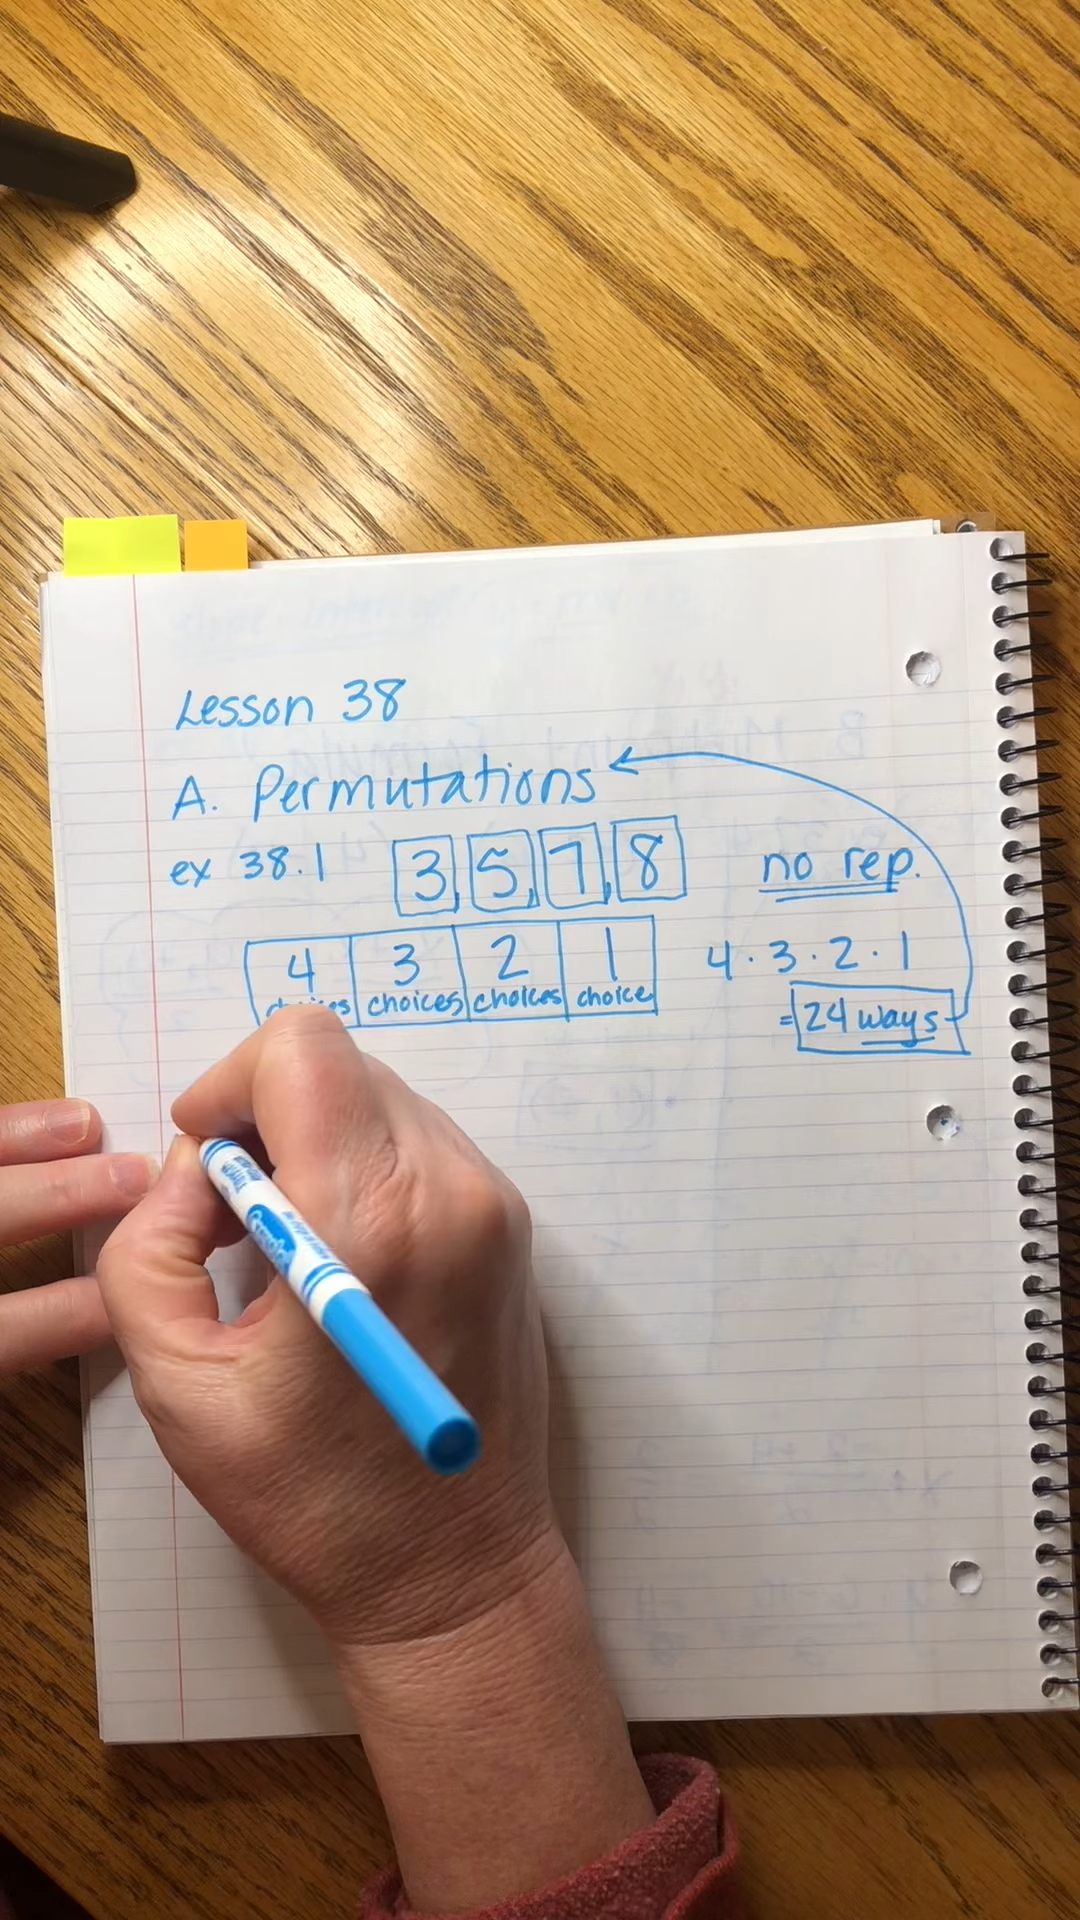 Lesson 38
A. Permutations
ex 38.1 3, 5, 7, 8 no rep.
4 3 2 1 4 · 3 · 2 · 1
choices choices choices choice = 24 ways
Crayola